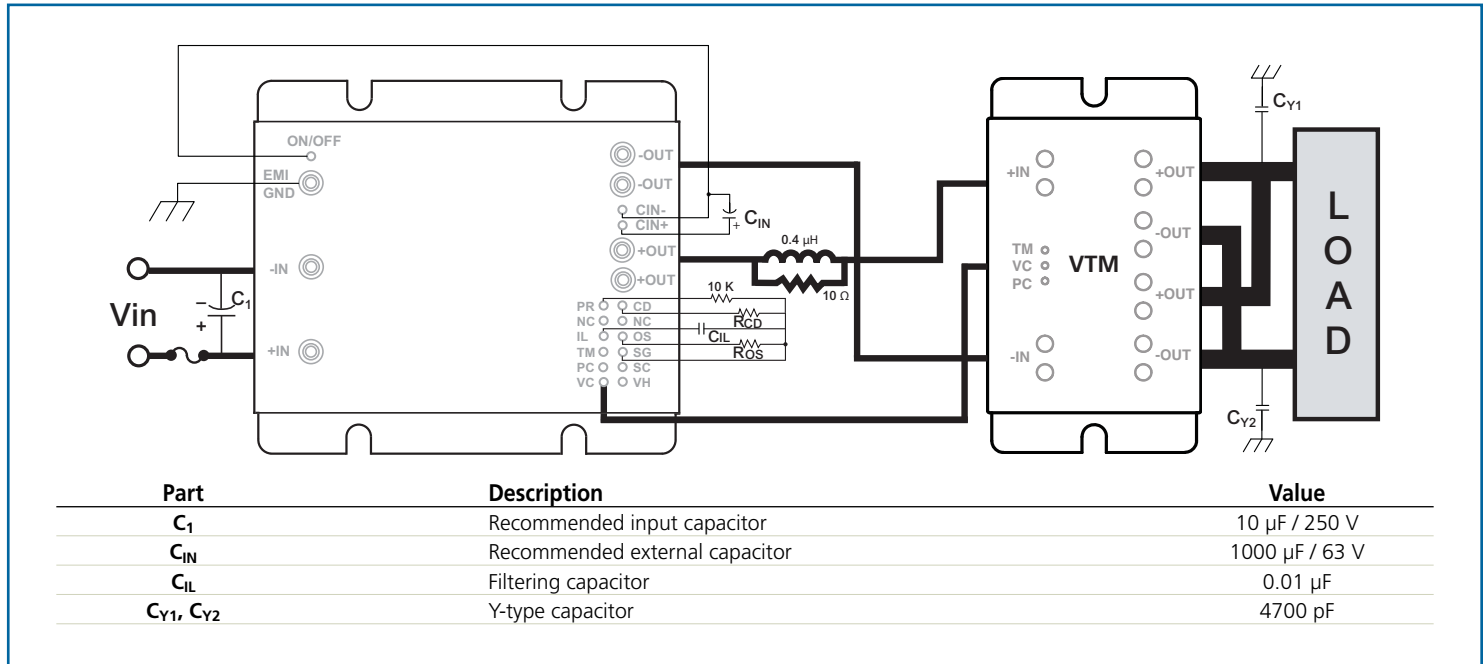 ON/OFF
EMI
GND
-IN
+IN
Vin
−
+
C1
-OUT
-OUT
CIN-
CIN+
+OUT
+OUT
PR CD
NC NC
IL OS
TM SG
PC SC
VC VH
+
CIN
0.4 µH
10 Ω
10 K
RCD
CIL
ROS
+IN
TM
VC
PC
VTM
-IN
+OUT
-OUT
+OUT
-OUT
CY1
CY2
LOAD
Part Description Value
C1 Recommended input capacitor 10 µF / 250 V
CIN Recommended external capacitor 1000 µF / 63 V
CIL Filtering capacitor 0.01 µF
CY1, CY2 Y-type capacitor 4700 pF